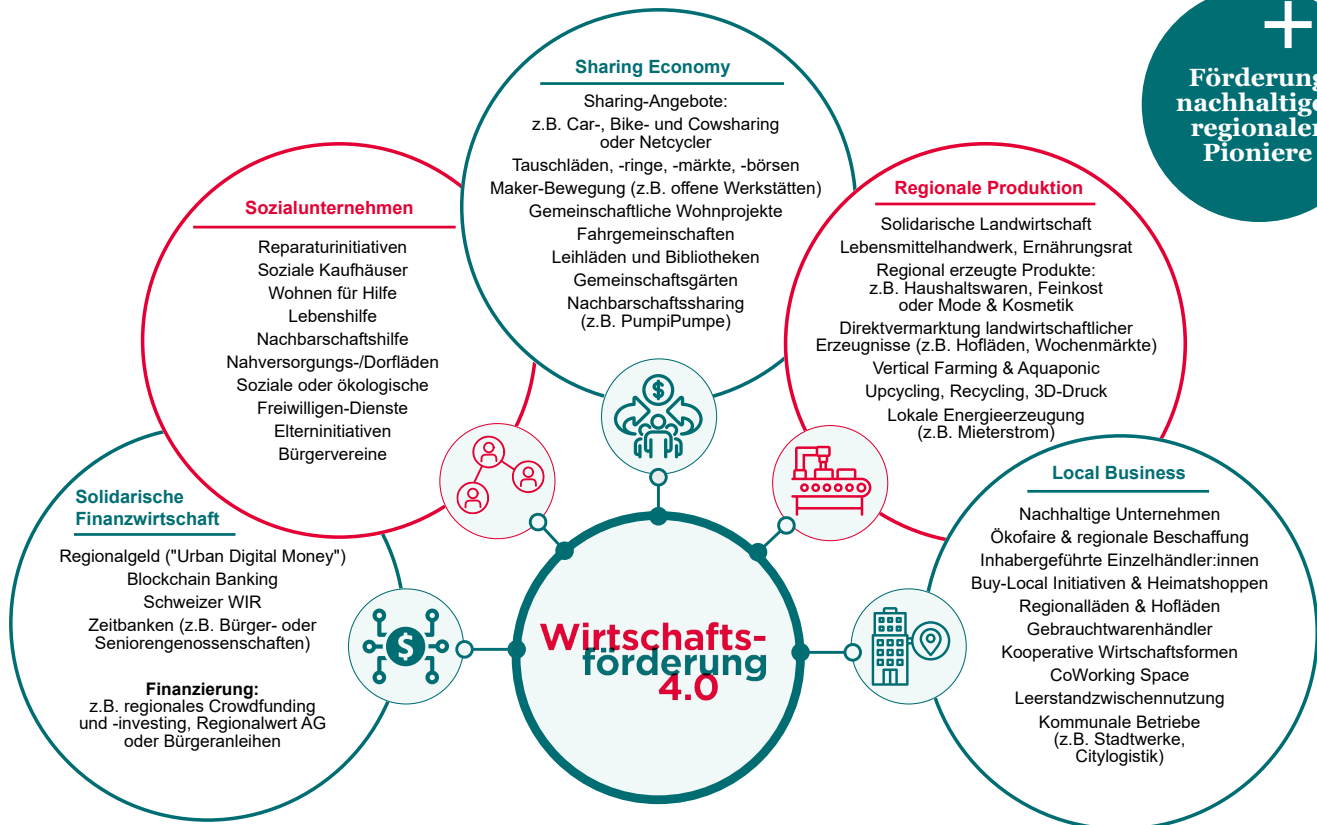 Sharing Economy
Sharing-Angebote:
z.B. Car-, Bike- und Cowsharing
oder Netcycler
Tauschläden, -ringe, -märkte, -börsen
Maker-Bewegung (z.B. offene Werkstätten)
Gemeinschaftliche Wohnprojekte
Fahrgemeinschaften
Leihläden und Bibliotheken
Gemeinschaftsgärten
Nachbarschaftssharing
(z.B. PumpiPumpe)
+
Förderung
nachhaltige
regionaler
Pioniere
Sozialunternehmen
Reparaturinitiativen
Soziale Kaufhäuser
Wohnen für Hilfe
Lebenshilfe
Nachbarschaftshilfe
Nahversorgungs-/Dorfläden
Soziale oder ökologische
Freiwilligen-Dienste
Elterninitiativen
Bürgervereine
Regionale Produktion
Solidarische Landwirtschaft
Lebensmittelhandwerk, Ernährungsrat
Regional erzeugte Produkte:
z.B. Haushaltswaren, Feinkost
oder Mode & Kosmetik
Direktvermarktung landwirtschaftlicher
Erzeugnisse (z.B. Hofläden, Wochenmärkte)
Vertical Farming & Aquaponic
Upcycling, Recycling, 3D-Druck
Lokale Energieerzeugung
(z.B. Mieterstrom)
Solidarische
Finanzwirtschaft
Regionalgeld ("Urban Digital Money")
Blockchain Banking
Schweizer WIR
Zeitbanken (z.B. Bürger- oder
Seniorengenossenschaften)
Finanzierung:
z.B. regionales Crowdfunding
und -investing, Regionalwert AG
oder Bürgeranleihen
$
$
Wirtschafts-
förderung
4.0
Local Business
Nachhaltige Unternehmen
Ökofaire & regionale Beschaffung
Inhabergeführte Einzelhändler:innen
Buy-Local Initiativen & Heimatshoppen
Regionalläden & Hofläden
Gebrauchtwarenhändler
Kooperative Wirtschaftsformen
CoWorking Space
Leerstandzwischennutzung
Kommunale Betriebe
(z.B. Stadtwerke,
Citylogistik)